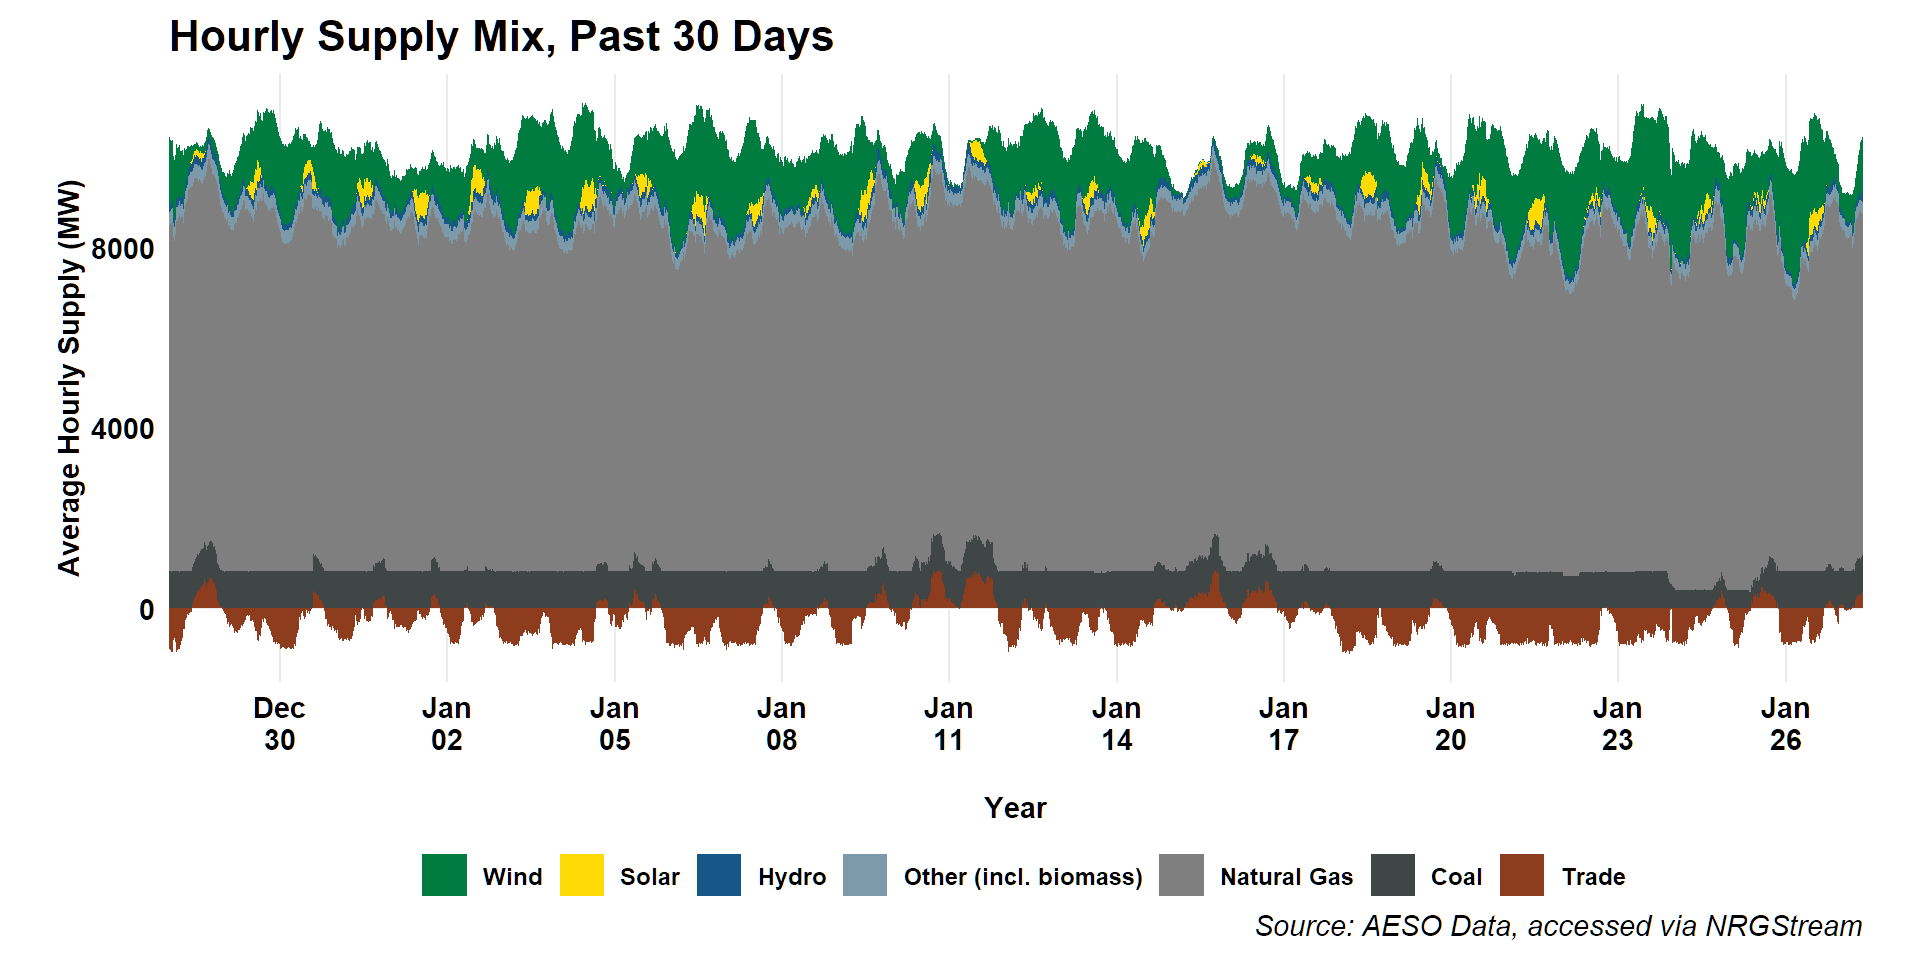 Hourly Supply Mix, Past 30 Days
Average Hourly Supply (MW)
8000
4000
0
Dec 30
Jan 02
Jan 05
Jan 08
Jan 11
Jan 14
Jan 17
Jan 20
Jan 23
Jan 26
Year
Wind Solar Hydro Other (incl. biomass) Natural Gas Coal Trade
Source: AESO Data, accessed via NRGStream